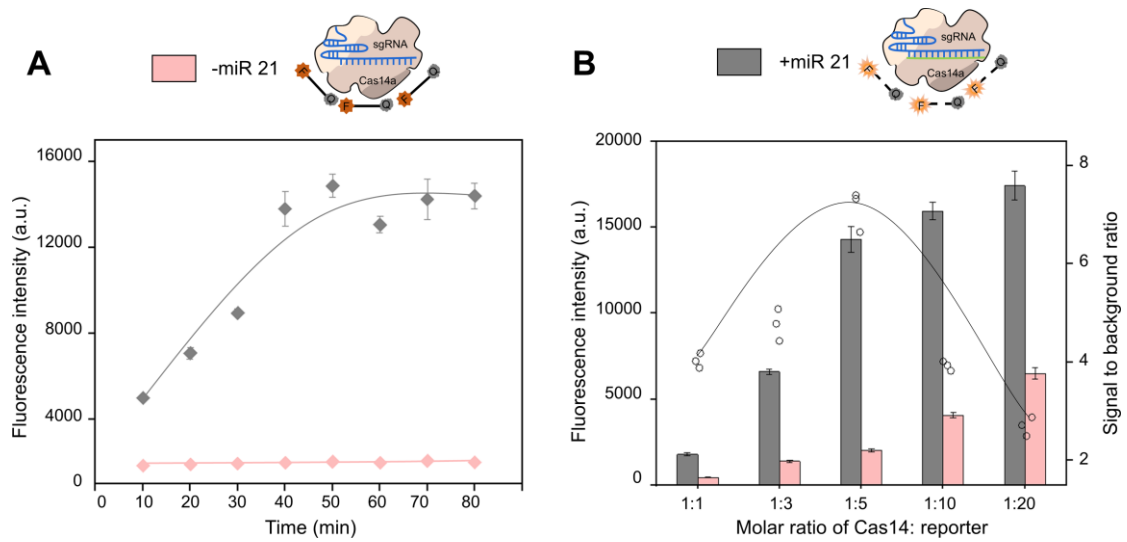 A
-miR 21
sgRNA
Cas14a
F
Q
F
Q
F
Q
Fluorescence intensity (a.u.)
16000
12000
8000
4000
0
0 10 20 30 40 50 60 70 80
Time (min)
B
+miR 21
sgRNA
Cas14a
F
Q
F
Q
F
Q
Fluorescence intensity (a.u.)
20000
15000
10000
5000
0
8
6
4
2
Signal to background ratio
1:1 1:3 1:5 1:10 1:20
Molar ratio of Cas14: reporter